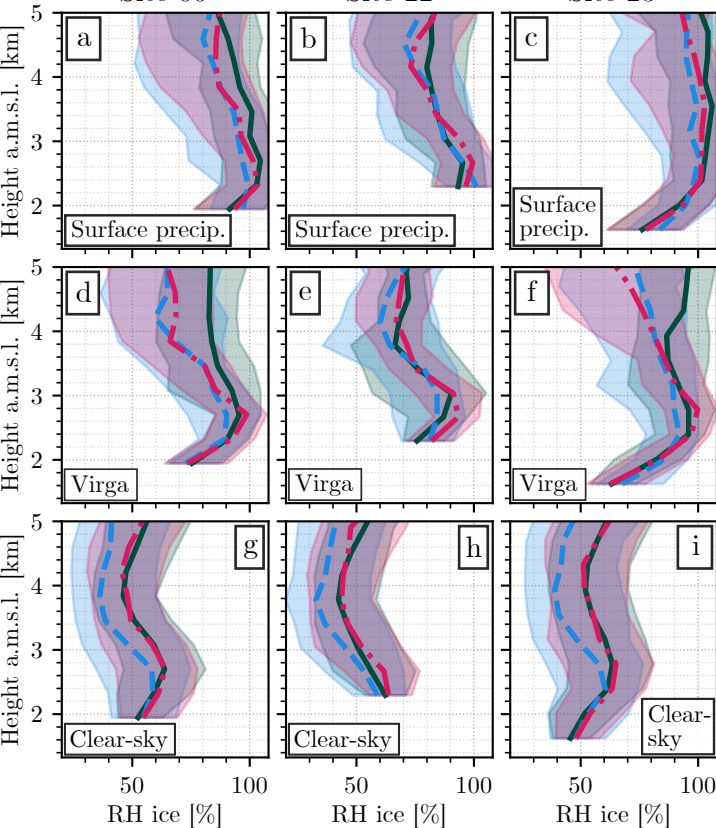 5
4
3
2
Height a.m.s.l. [km]
a
Surface precip.
b
Surface precip.
c
Surface
precip.
5
4
3
2
Height a.m.s.l. [km]
d
Virga
e
Virga
f
Virga
5
4
3
2
Height a.m.s.l. [km]
g
Clear-sky
h
Clear-sky
i
Clear-
sky
50 100
50 100
50 100
RH ice [%]
RH ice [%]
RH ice [%]